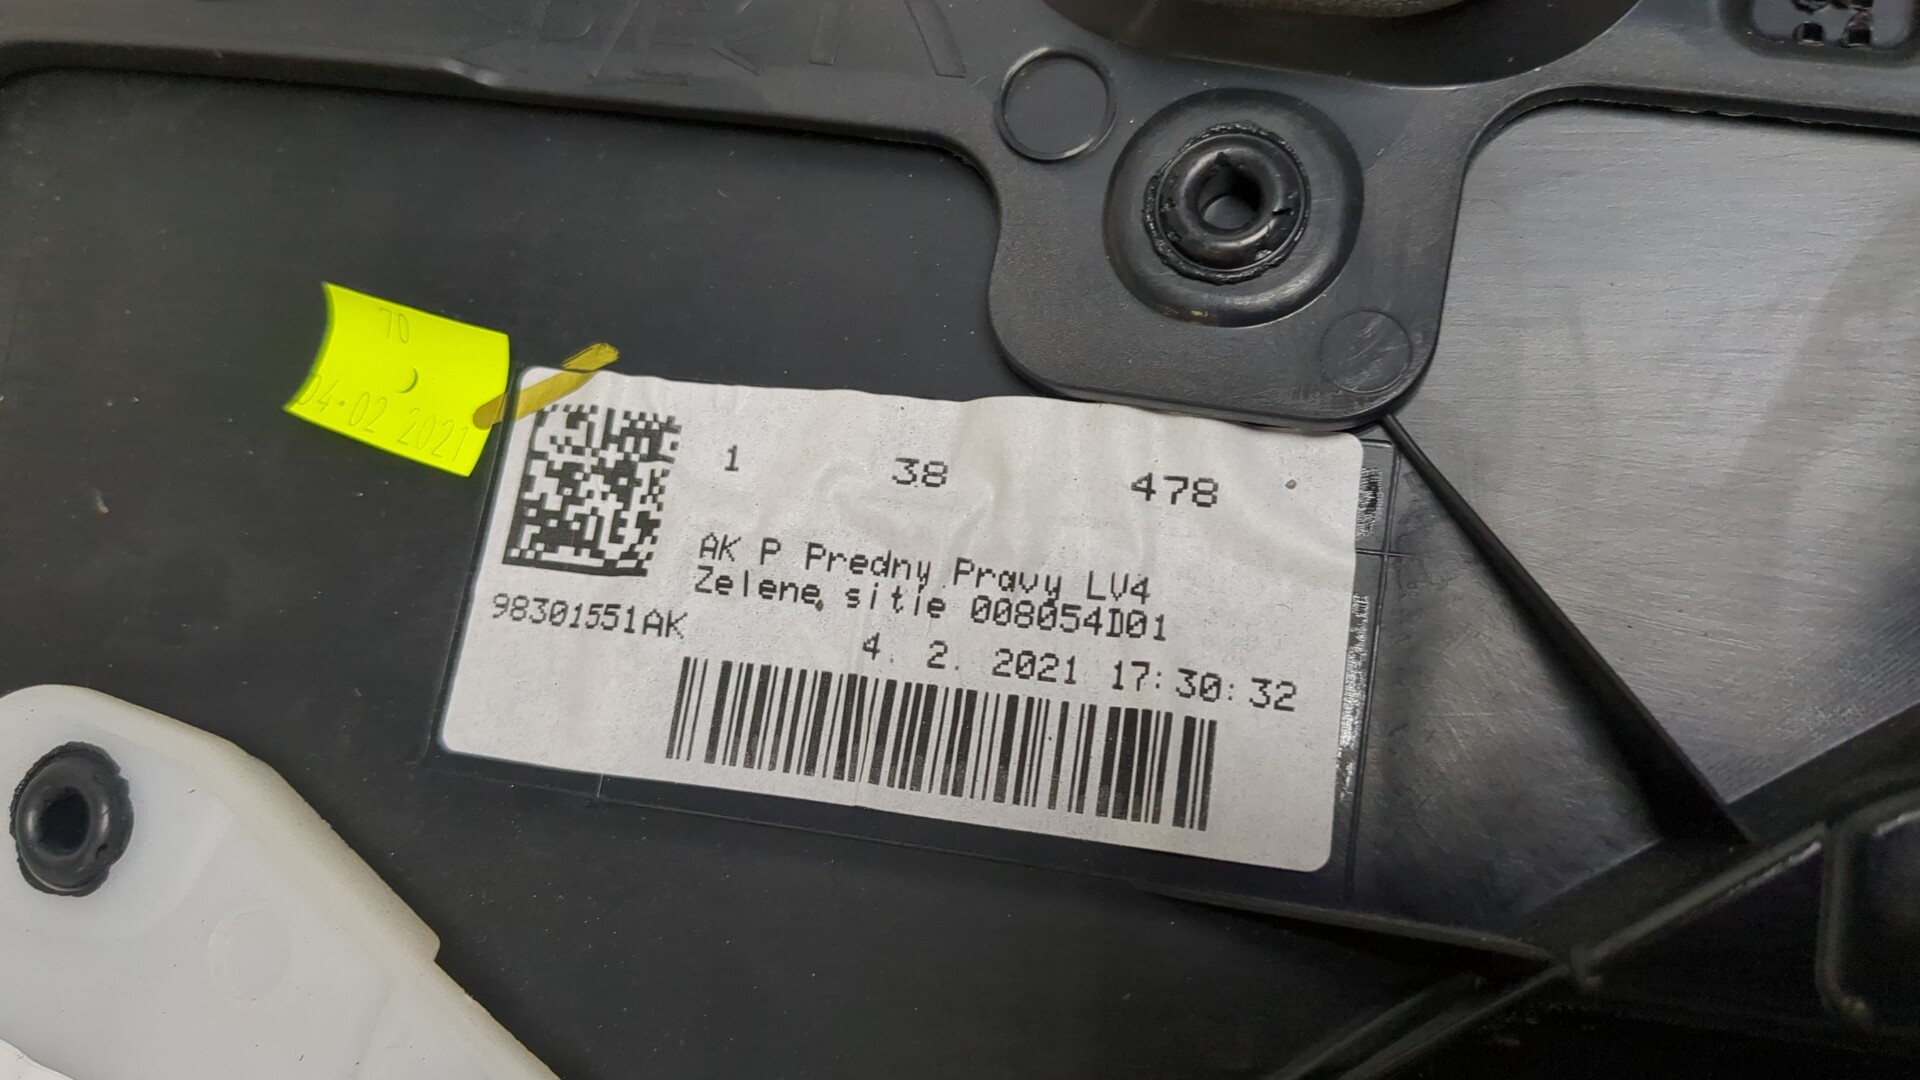 70
04-02 2021
1 38 478
AK P Predny Pravy LV4
Zelene sitie 008054D01
98301551AK
4. 2. 2021 17:30:32